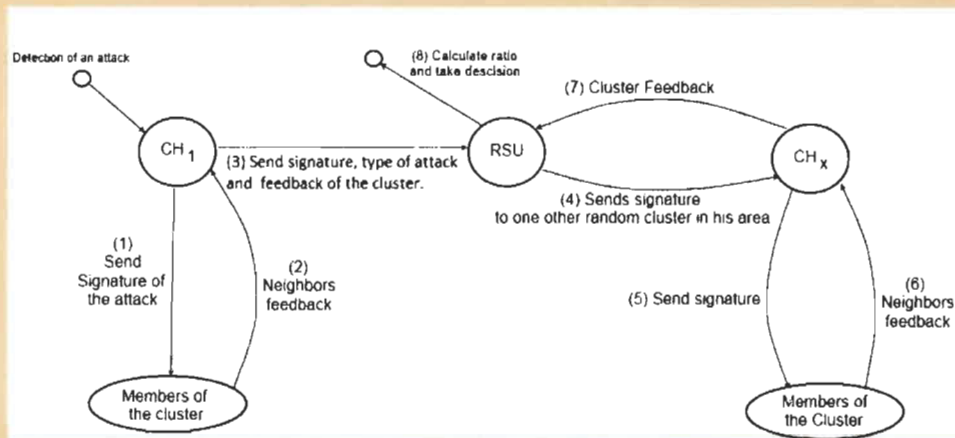 Detection of an attack
(8) Calculate ratio
and take descision
(7) Cluster Feedback
CH 1
RSU
CH X
(3) Send signature, type of attack
and feedback of the cluster.
(4) Sends signature
to one other random cluster in his area
(1)
Send
Signature of
the attack
(2)
Neighbors
feedback
(5) Send signature
(6)
Neighbors
feedback
Members of
the cluster
Members of
the Cluster